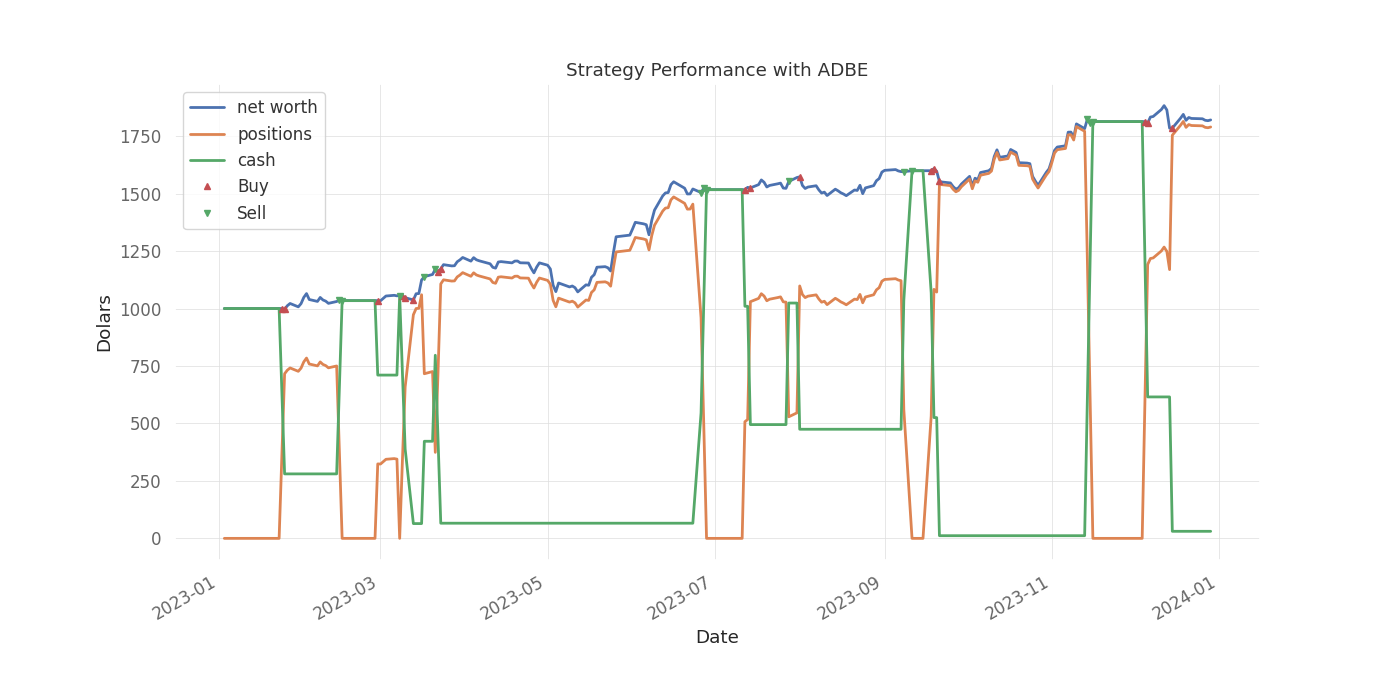 Strategy Performance with ADBE
net worth
positions
cash
Buy
Sell
Dolars
1750
1500
1250
1000
750
500
250
0
2023-01
2023-03
2023-05
2023-07
2023-09
2023-11
2024-01
Date